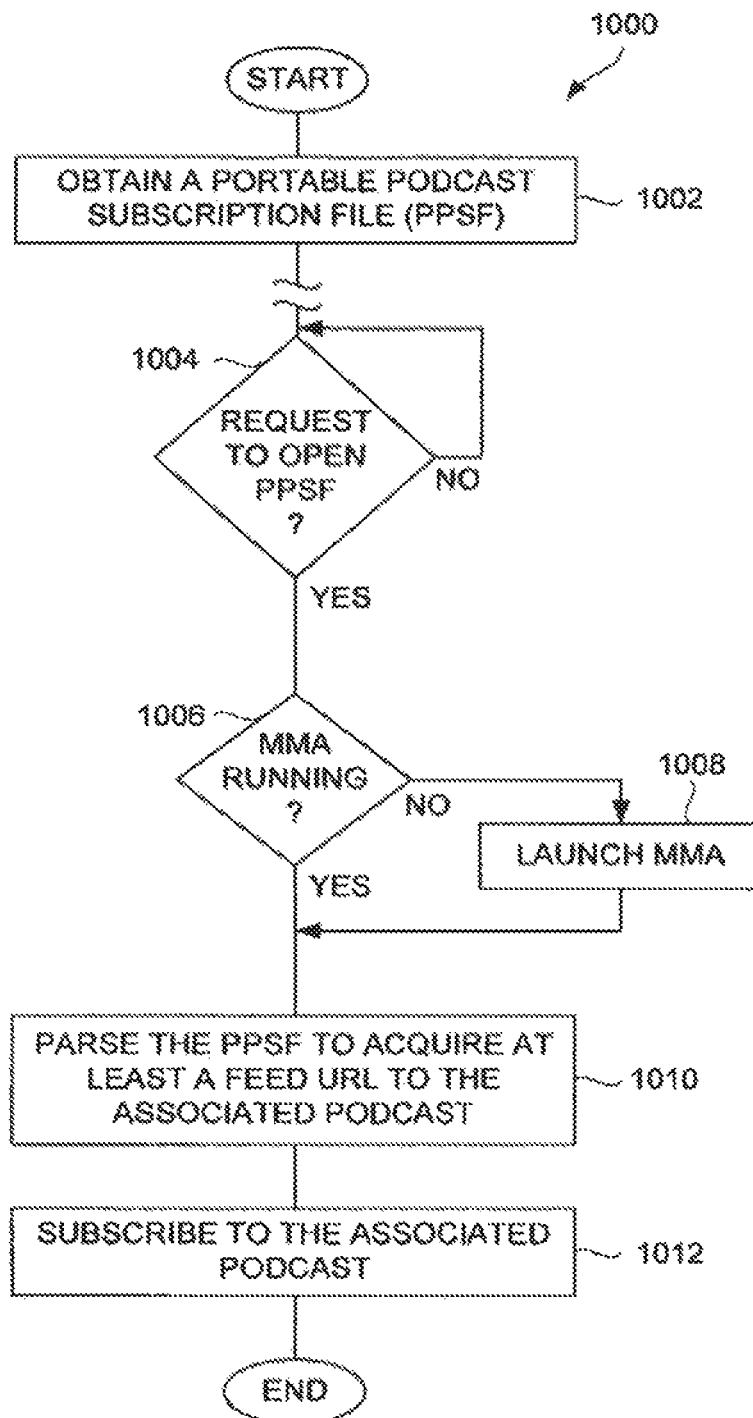 1000
START
OBTAIN A PORTABLE PODCAST
SUBSCRIPTION FILE (PPSF)
1002
1004
REQUEST
TO OPEN
PPSF
?
NO
YES
1006
MMA
RUNNING
?
NO
1008
LAUNCH MMA
YES
PARSE THE PPSF TO ACQUIRE AT
LEAST A FEED URL TO THE
ASSOCIATED PODCAST
1010
SUBSCRIBE TO THE ASSOCIATED
PODCAST
1012
END